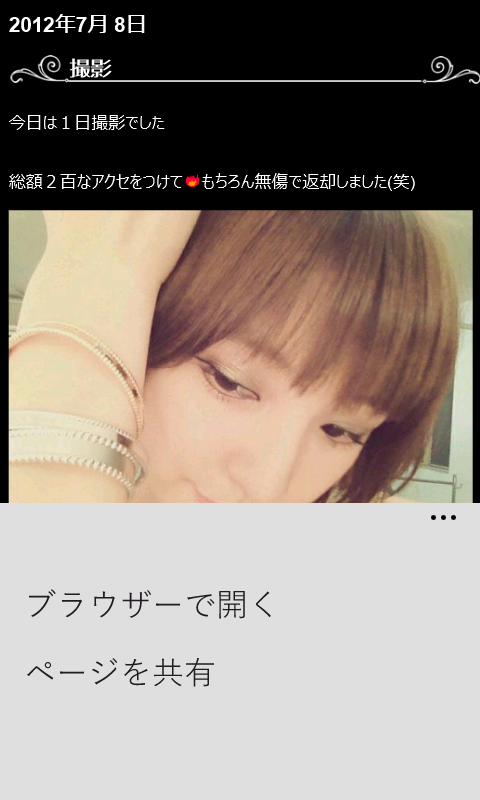 2012年7月 8日
撮影
今日は１日撮影でした
総額２百なアクセをつけて🔥もちろん無傷で返却しました(笑)
ブラウザーで開く
ページを共有